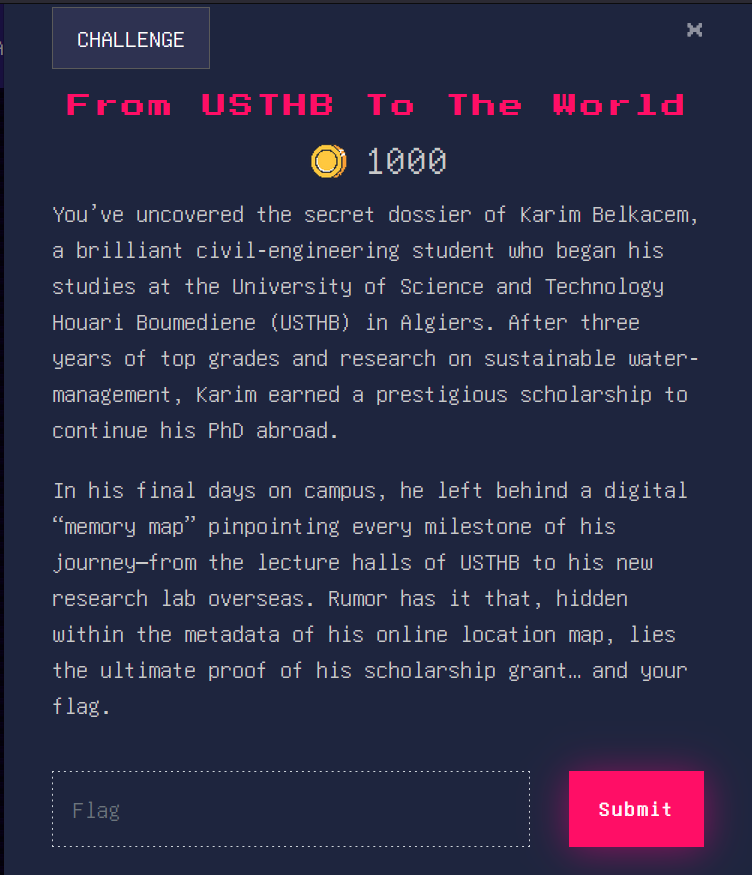 CHALLENGE
×
From USTHB To The World
1000
You’ve uncovered the secret dossier of Karim Belkacem,
a brilliant civil-engineering student who began his
studies at the University of Science and Technology
Houari Boumediene (USTHB) in Algiers. After three
years of top grades and research on sustainable water-
management, Karim earned a prestigious scholarship to
continue his PhD abroad.
In his final days on campus, he left behind a digital
“memory map” pinpointing every milestone of his
journey—from the lecture halls of USTHB to his new
research lab overseas. Rumor has it that, hidden
within the metadata of his online location map, lies
the ultimate proof of his scholarship grant… and your
flag.
Flag
Submit